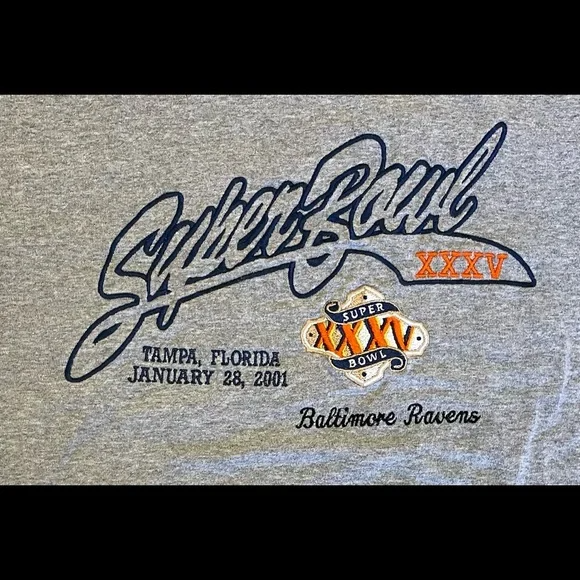 Super Bowl
XXXV
SUPER
XXXV
BOWL
TAMPA, FLORIDA
JANUARY 28, 2001
Baltimore Ravens